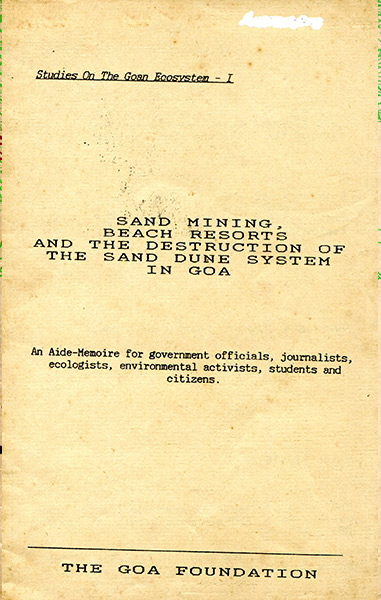 Studies On The Goan Ecosystem - I
SAND MINING,
BEACH RESORTS
AND THE DESTRUCTION OF
THE SAND DUNE SYSTEM
IN GOA
An Aide-Memoire for government officials, journalists,
ecologists, environmental activists, students and
citizens.
THE GOA FOUNDATION